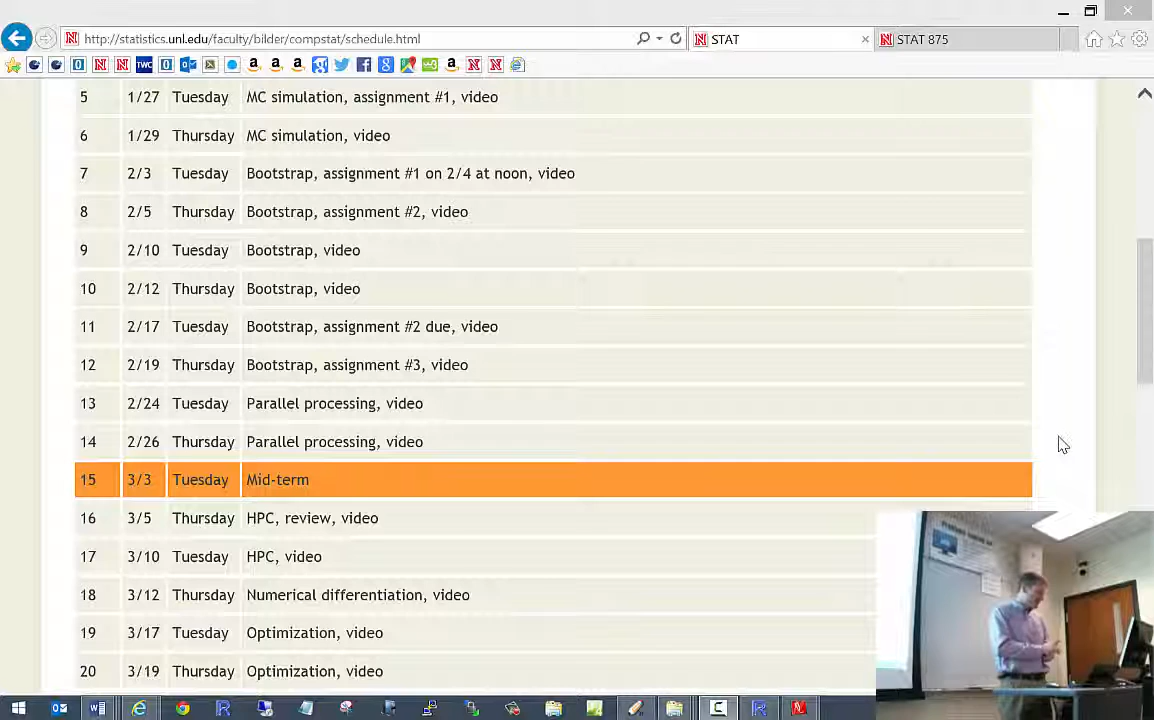 http://statistics.unl.edu/faculty/bilder/compstat/schedule.html
STAT
STAT 875
5 1/27 Tuesday MC simulation, assignment #1, video
6 1/29 Thursday MC simulation, video
7 2/3 Tuesday Bootstrap, assignment #1 on 2/4 at noon, video
8 2/5 Thursday Bootstrap, assignment #2, video
9 2/10 Tuesday Bootstrap, video
10 2/12 Thursday Bootstrap, video
11 2/17 Tuesday Bootstrap, assignment #2 due, video
12 2/19 Thursday Bootstrap, assignment #3, video
13 2/24 Tuesday Parallel processing, video
14 2/26 Thursday Parallel processing, video
15 3/3 Tuesday Mid-term
16 3/5 Thursday HPC, review, video
17 3/10 Tuesday HPC, video
18 3/12 Thursday Numerical differentiation, video
19 3/17 Tuesday Optimization, video
20 3/19 Thursday Optimization, video